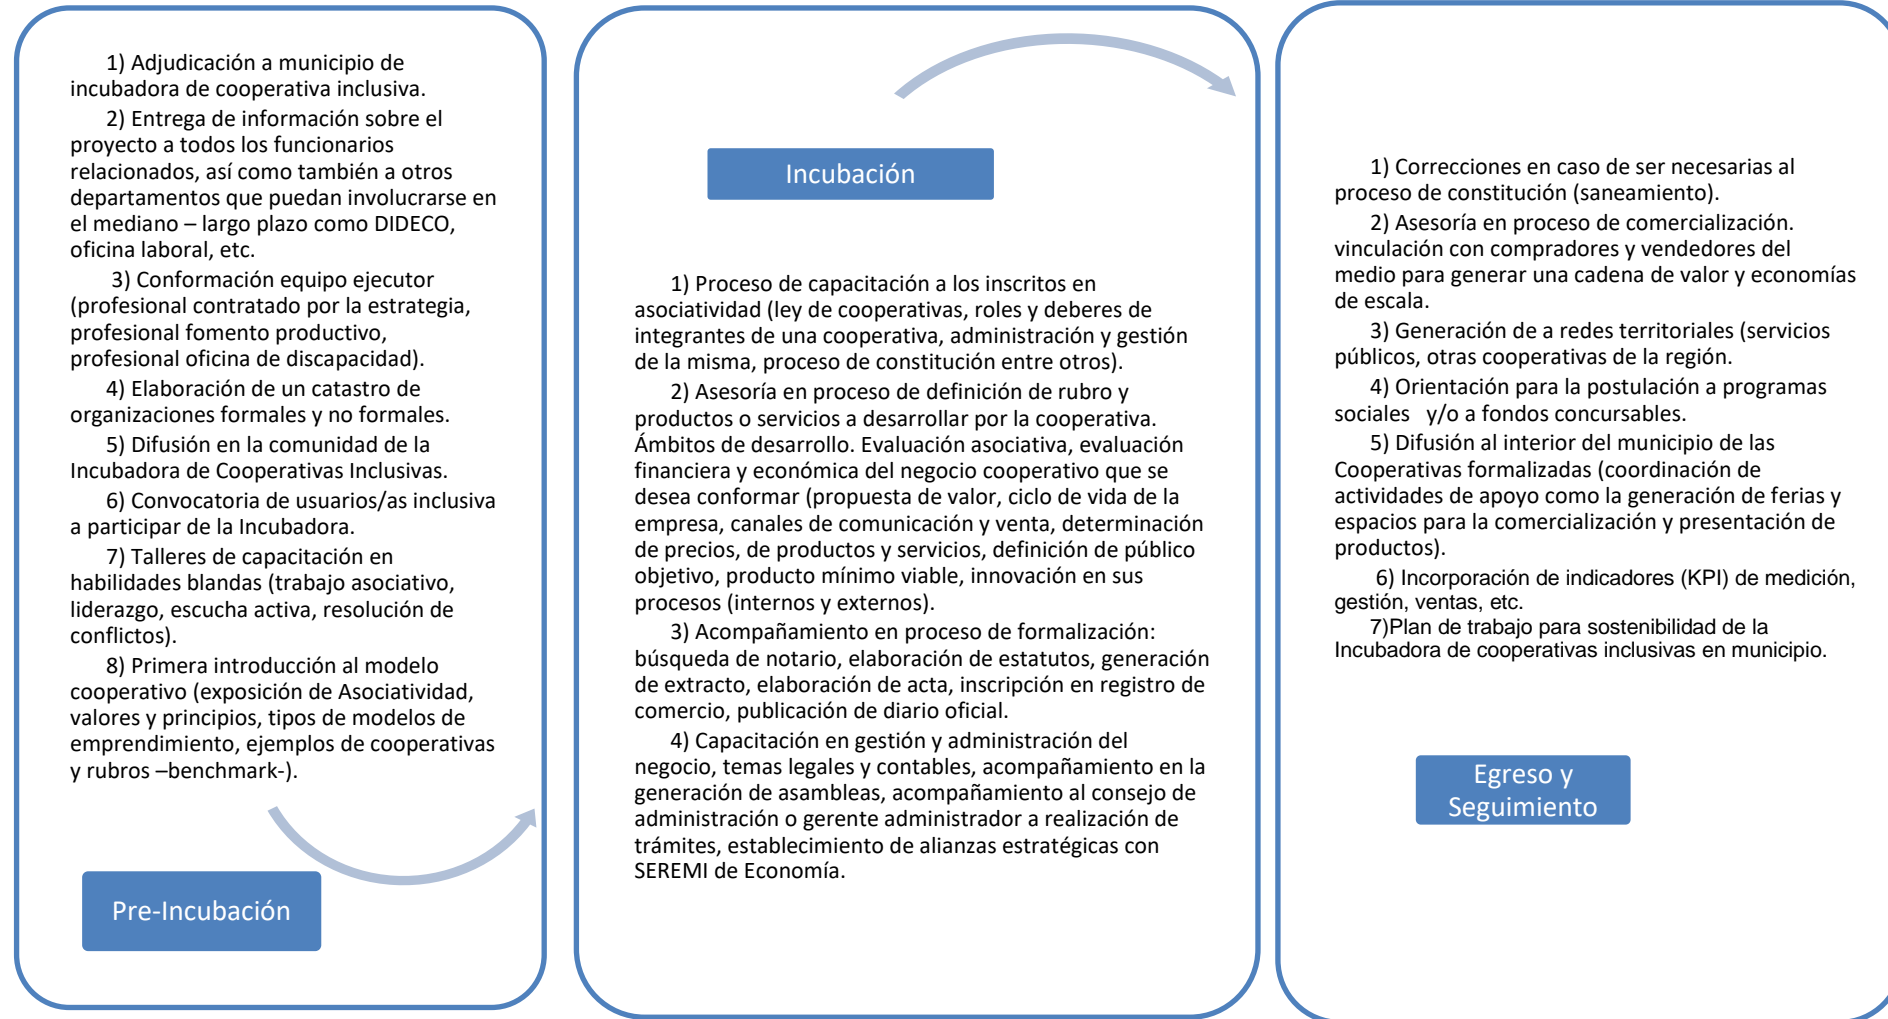 1) Adjudicación a municipio de
incubadora de cooperativa inclusiva.
2) Entrega de información sobre el
proyecto a todos los funcionarios
relacionados, así como también a otros
departamentos que puedan involucrarse en
el mediano – largo plazo como DIDECO,
oficina laboral, etc.
3) Conformación equipo ejecutor
(profesional contratado por la estrategia,
profesional fomento productivo,
profesional oficina de discapacidad).
4) Elaboración de un catastro de
organizaciones formales y no formales.
5) Difusión en la comunidad de la
Incubadora de Cooperativas Inclusivas.
6) Convocatoria de usuarios/as inclusiva
a participar de la Incubadora.
7) Talleres de capacitación en
habilidades blandas (trabajo asociativo,
liderazgo, escucha activa, resolución de
conflictos).
8) Primera introducción al modelo
cooperativo (exposición de Asociatividad,
valores y principios, tipos de modelos de
emprendimiento, ejemplos de cooperativas
y rubros –benchmark-).
Pre-Incubación
Incubación
1) Proceso de capacitación a los inscritos en
asociatividad (ley de cooperativas, roles y deberes de
integrantes de una cooperativa, administración y gestión
de la misma, proceso de constitución entre otros).
2) Asesoría en proceso de definición de rubro y
productos o servicios a desarrollar por la cooperativa.
Ámbitos de desarrollo. Evaluación asociativa, evaluación
financiera y económica del negocio cooperativo que se
desea conformar (propuesta de valor, ciclo de vida de la
empresa, canales de comunicación y venta, determinación
de precios, de productos y servicios, definición de público
objetivo, producto mínimo viable, innovación en sus
procesos (internos y externos).
3) Acompañamiento en proceso de formalización:
búsqueda de notario, elaboración de estatutos, generación
de extracto, elaboración de acta, inscripción en registro de
comercio, publicación de diario oficial.
4) Capacitación en gestión y administración del
negocio, temas legales y contables, acompañamiento en la
generación de asambleas, acompañamiento al consejo de
administración o gerente administrador a realización de
trámites, establecimiento de alianzas estratégicas con
SEREMI de Economía.
1) Correcciones en caso de ser necesarias al
proceso de constitución (saneamiento).
2) Asesoría en proceso de comercialización.
vinculación con compradores y vendedores del
medio para generar una cadena de valor y economías
de escala.
3) Generación de a redes territoriales (servicios
públicos, otras cooperativas de la región.
4) Orientación para la postulación a programas
sociales y/o a fondos concursables.
5) Difusión al interior del municipio de las
Cooperativas formalizadas (coordinación de
actividades de apoyo como la generación de ferias y
espacios para la comercialización y presentación de
productos).
6) Incorporación de indicadores (KPI) de medición,
gestión, ventas, etc.
7)Plan de trabajo para sostenibilidad de la
Incubadora de cooperativas inclusivas en municipio.
Egreso y
Seguimiento